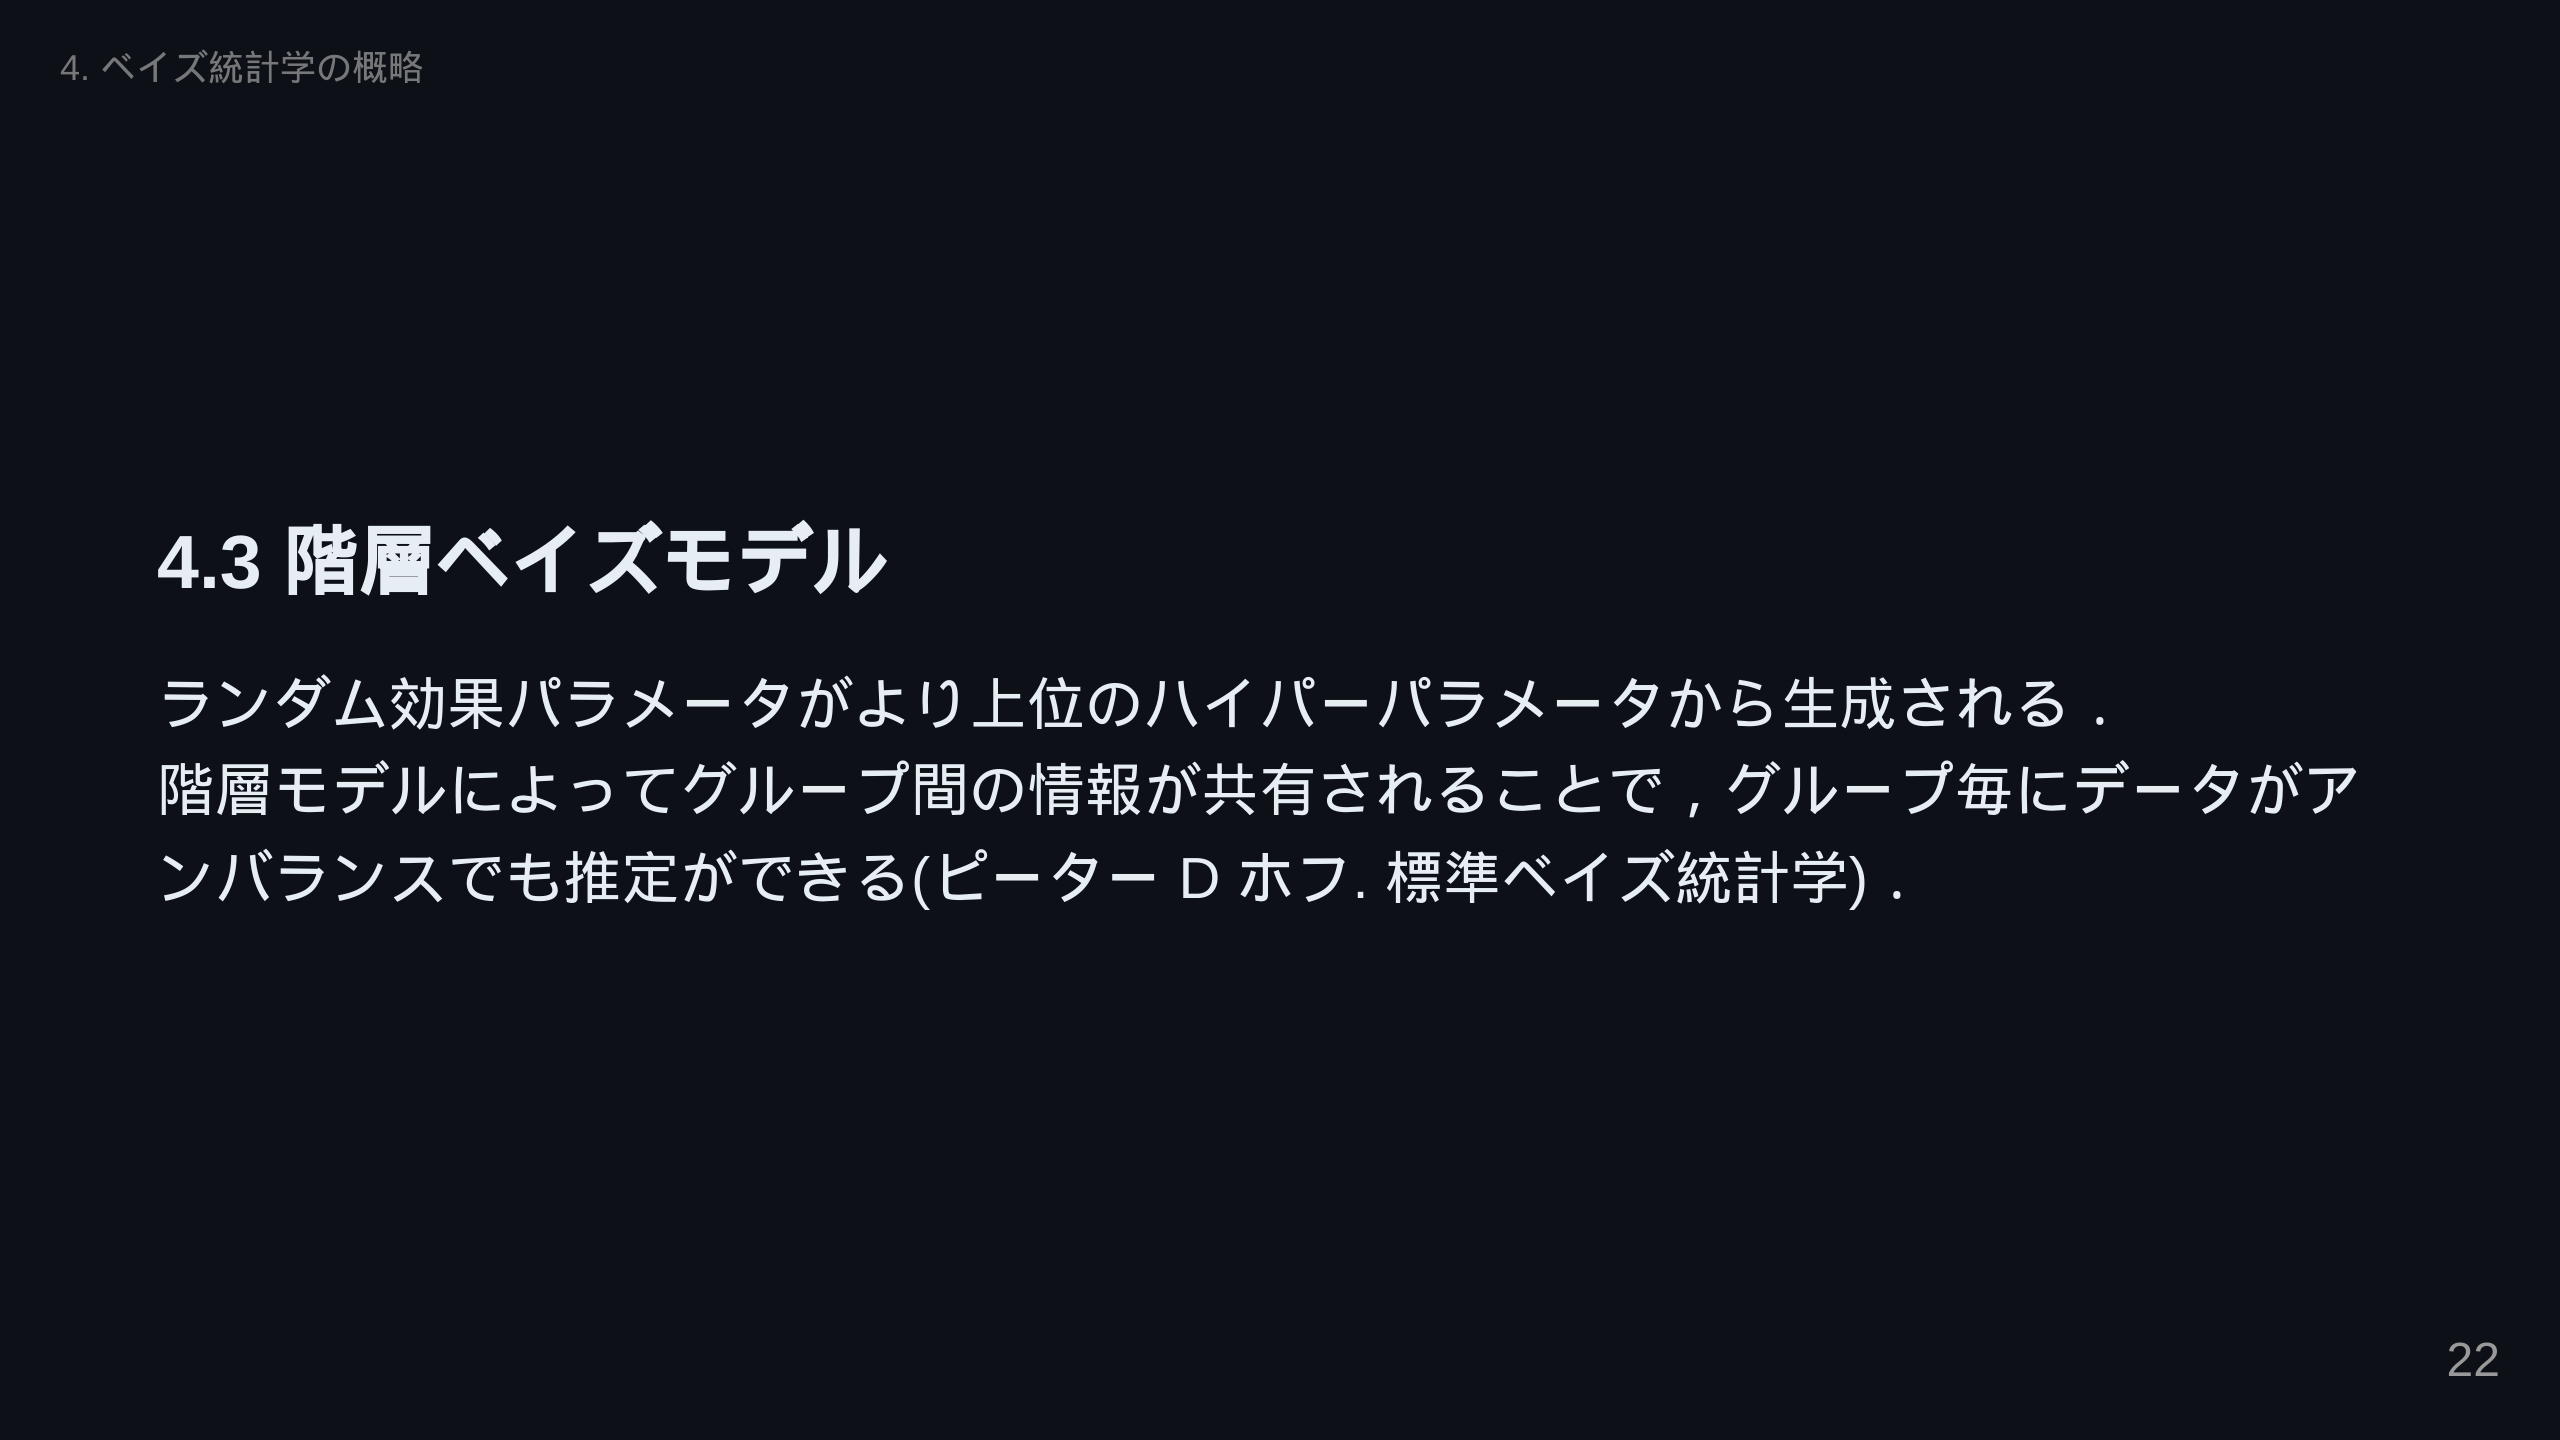 4. ベイズ統計学の概略
4.3 階層ベイズモデル
ランダム効果パラメータがより上位のハイパーパラメータから生成される．
階層モデルによってグループ間の情報が共有されることで，グループ毎にデータがア
ンバランスでも推定ができる(ピーター D ホフ. 標準ベイズ統計学)．
22